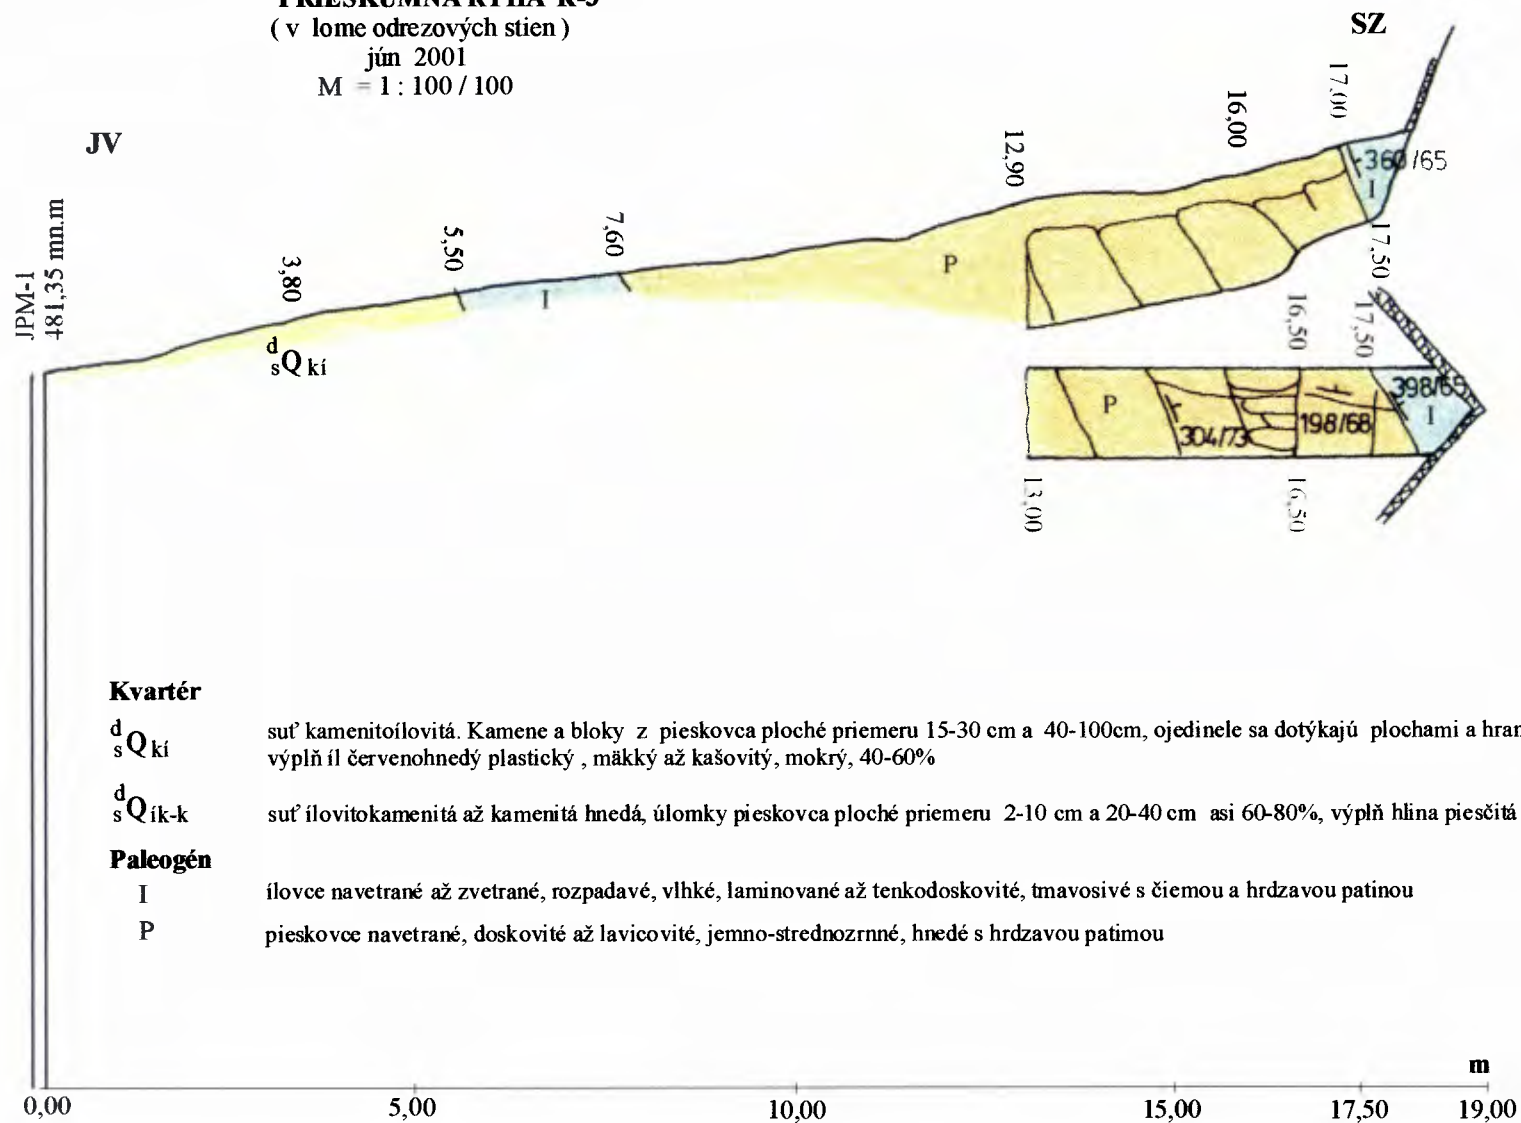 PRIESKUMNÁ RYHA R-3
( v lome odrezových stien )
jún 2001
M = 1 : 100 / 100
SZ
JV
JPM-1
481,35 mn.m
3,80
5,50
7,60
12,90
16,00
17,00
360/65
I
17,50
P
I
d
s Q kí
16,50
17,50
P
304/73
198/68
398/65
I
13,00
16,50
Kvartér
d
s Q kí
suť kamenitoílovitá. Kamene a bloky z pieskovca ploché priemeru 15-30 cm a 40-100cm, ojedinele sa dotýkajú plochami a hran
výplň íl červenohnedý plastický , mäkký až kašovitý, mokrý, 40-60%
d
s Q ík-k
suť ílovitokamenitá až kamenitá hnedá, úlomky pieskovca ploché priemeru 2-10 cm a 20-40 cm asi 60-80%, výplň hlina piesčitá
Paleogén
I ílovce navetrané až zvetrané, rozpadavé, vlhké, laminované až tenkodoskovité, tmavosivé s čiernou a hrdzavou patinou
P pieskovce navetrané, doskovité až lavicovité, jemno-strednozrnné, hnedé s hrdzavou patimou
m
0,00 5,00 10,00 15,00 17,50 19,00